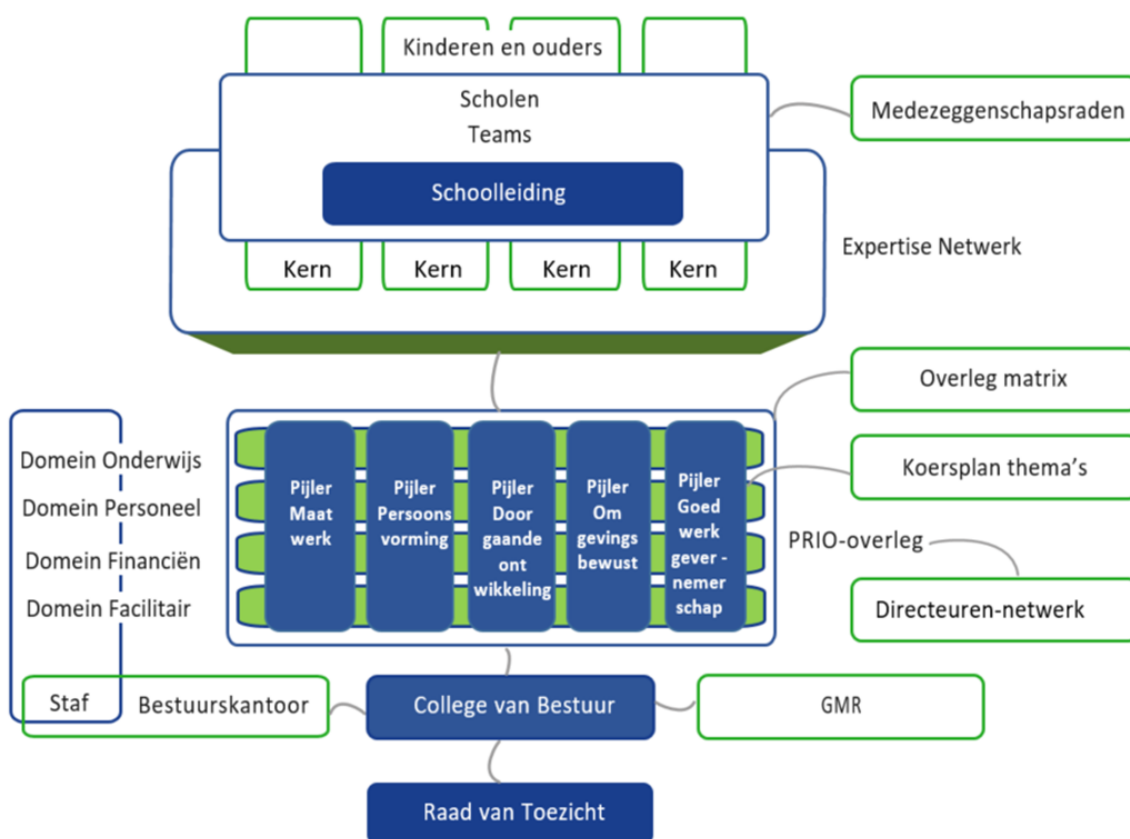 Kinderen en ouders
Scholen
Teams
Schoolleiding
Medezeggenschapsraden
Kern
Kern
Kern
Kern
Expertise Netwerk
Overleg matrix
Koersplan thema's
PRIO-overleg
Directeuren-netwerk
Domein Onderwijs
Domein Personeel
Domein Financiën
Domein Facilitair
Pijler
Maat
werk
Pijler
Persoons
vorming
Pijler
Door
gaande
ont
wikkeling
Pijler
Om
gevings
bewust
Pijler
Goed
werk
gever -
nemer
schap
Staf
Bestuurskantoor
College van Bestuur
GMR
Raad van Toezicht